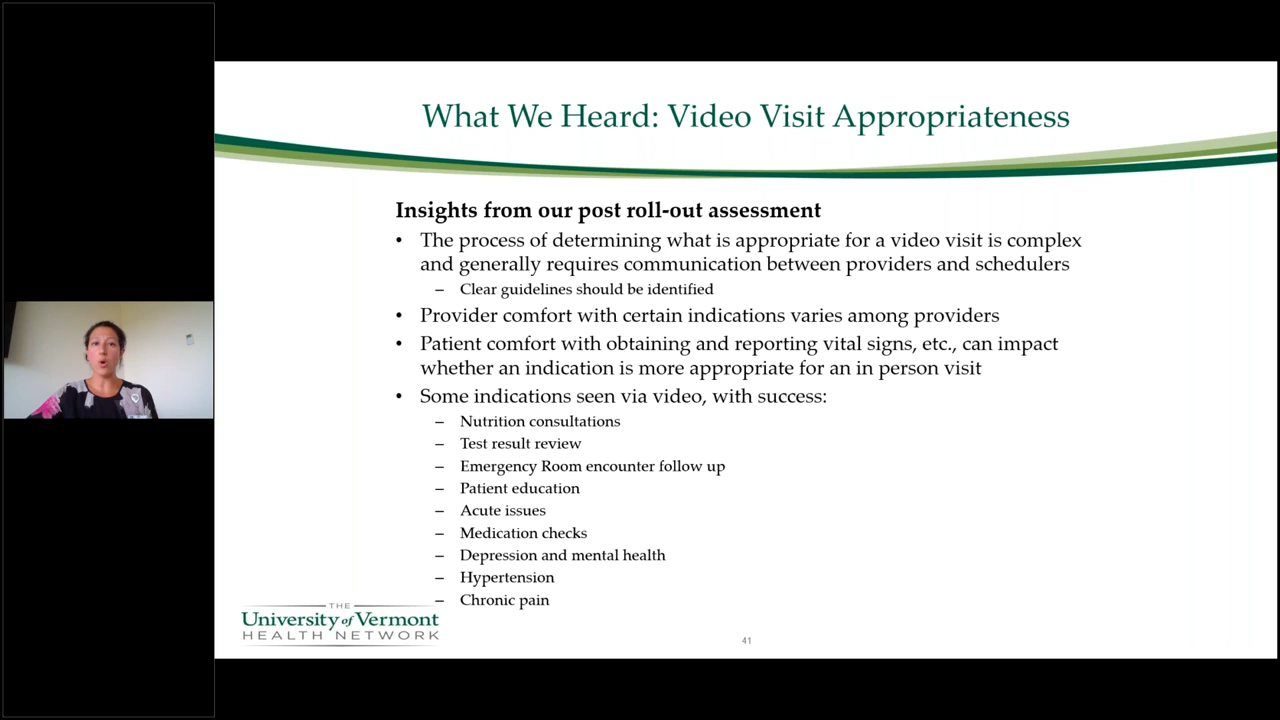 What We Heard: Video Visit Appropriateness
Insights from our post roll-out assessment
• The process of determining what is appropriate for a video visit is complex
and generally requires communication between providers and schedulers
– Clear guidelines should be identified
• Provider comfort with certain indications varies among providers
• Patient comfort with obtaining and reporting vital signs, etc., can impact
whether an indication is more appropriate for an in person visit
• Some indications seen via video, with success:
– Nutrition consultations
– Test result review
– Emergency Room encounter follow up
– Patient education
– Acute issues
– Medication checks
– Depression and mental health
– Hypertension
– Chronic pain
THE
University of Vermont
HEALTH NETWORK
41